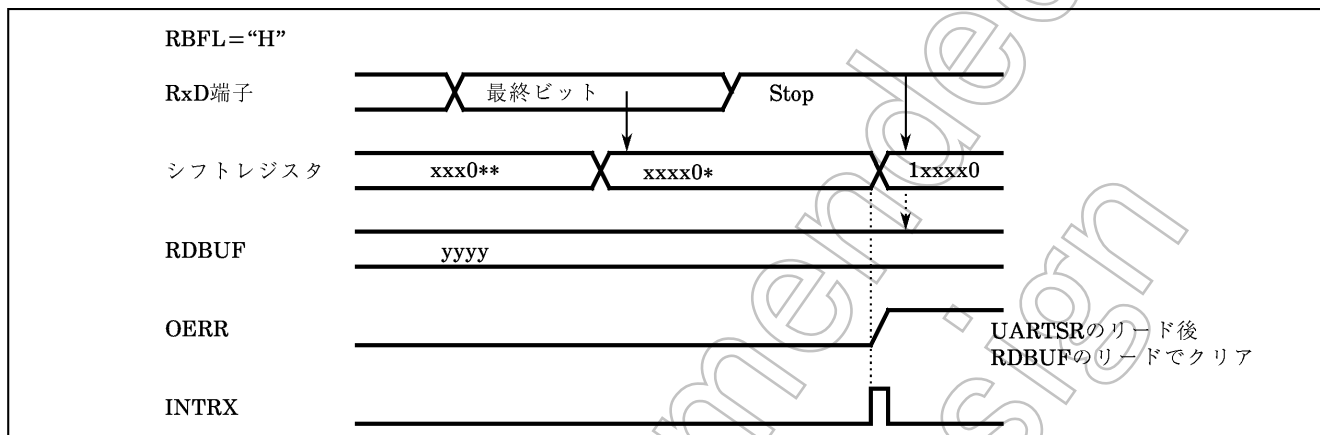 RBFL=“H”
RxD端子
最終ビット
Stop
シフトレジスタ
xxx0**
xxxx0*
1xxxx0
RDBUF
yyyy
OERR
UARTSRのリード後
RDBUFのリードでクリア
INTRX